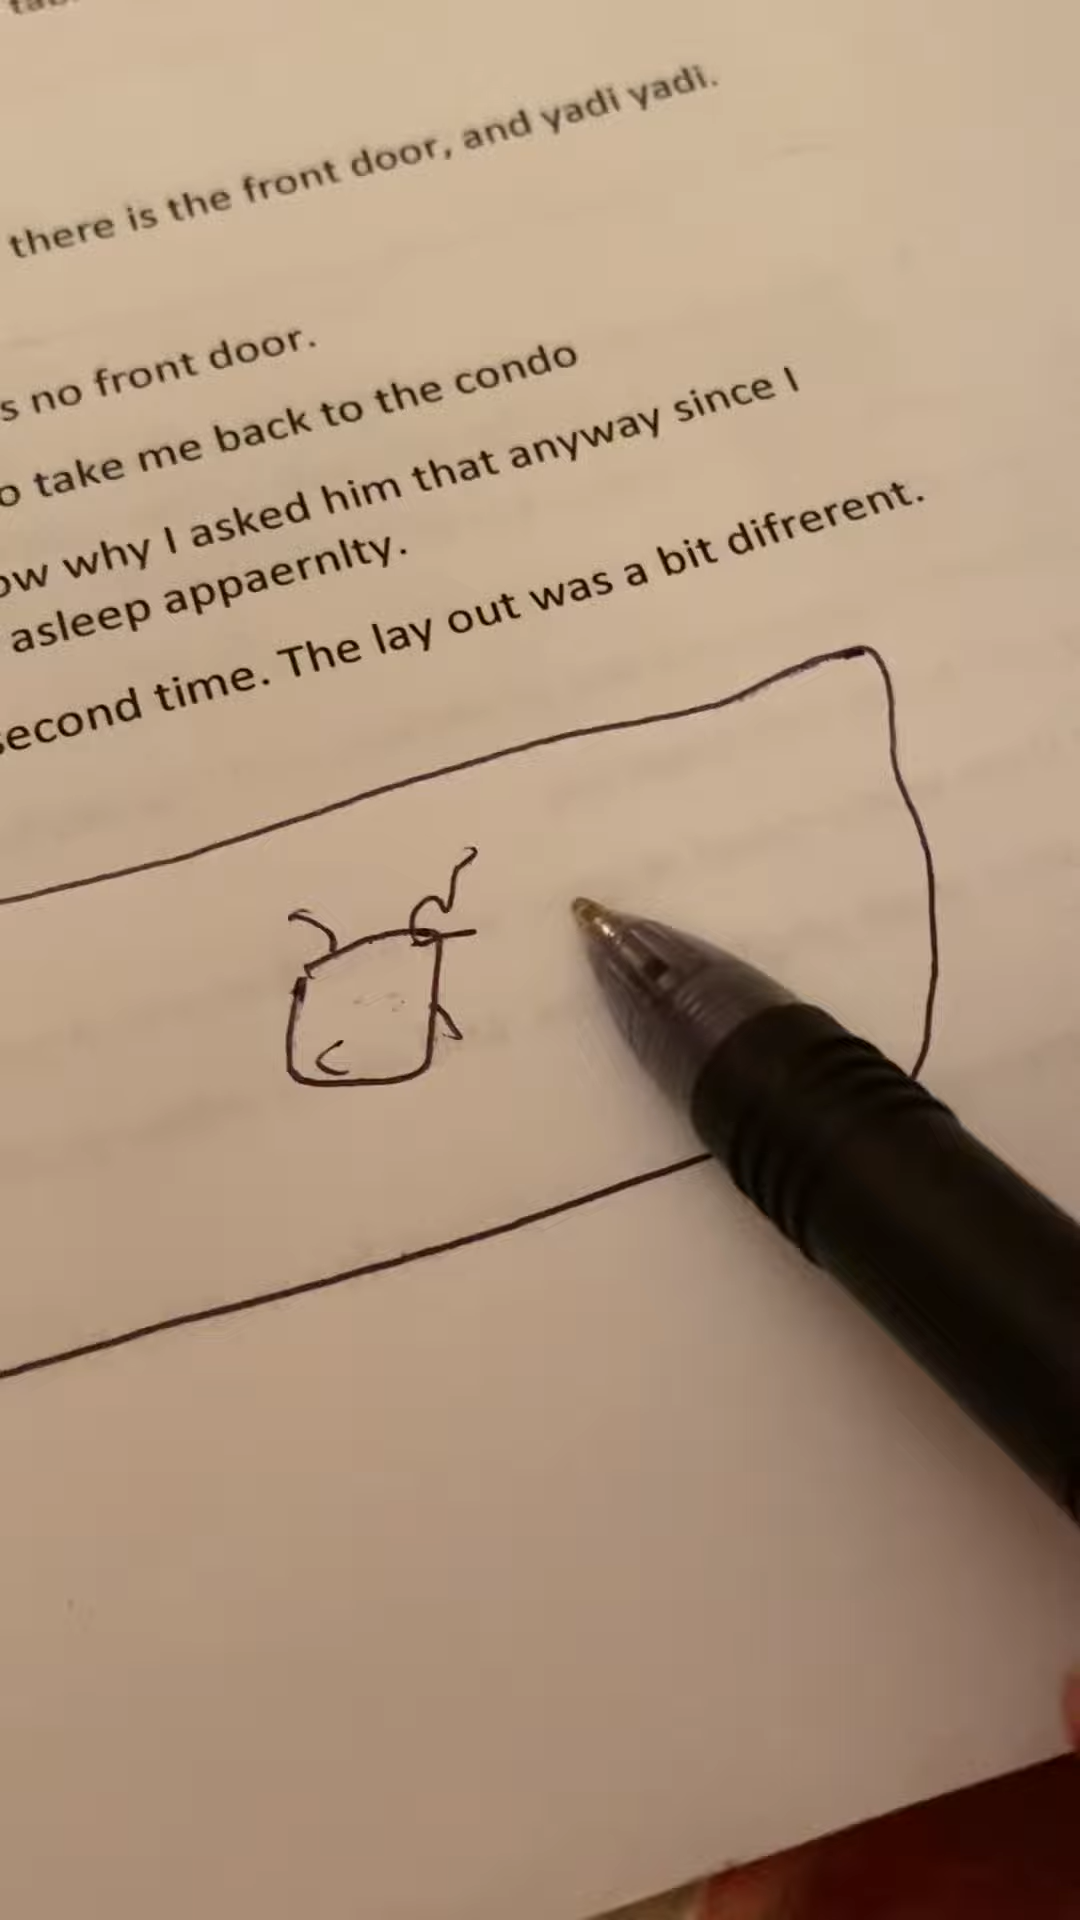 there is the front door, and yadi yadi.
s no front door.
o take me back to the condo
ow why I asked him that anyway since I
asleep appaernlty.
second time. The lay out was a bit difrerent.